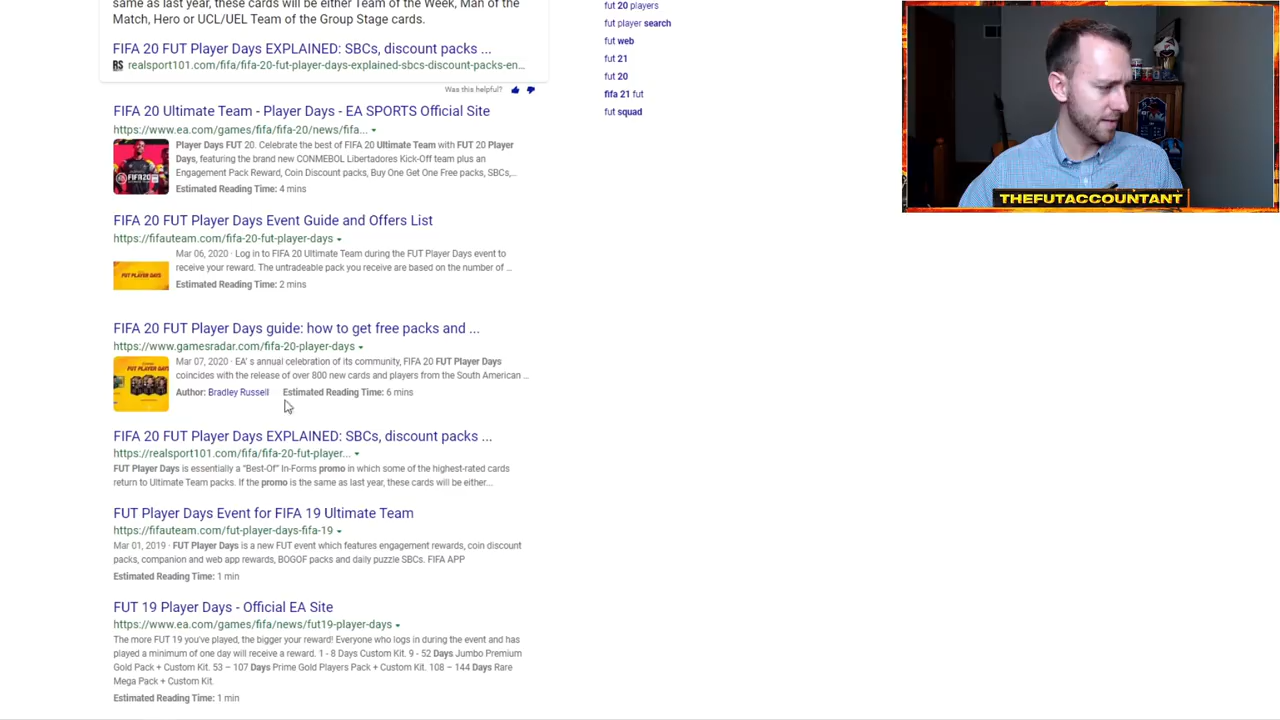 same as last year, these cards will be either Team of the Week, Man of the
Match, Hero or UCL/UEL Team of the Group Stage cards.
FIFA 20 FUT Player Days EXPLAINED: SBCs, discount packs ...
RS realsport101.com/fifa/fifa-20-fut-player-days-explained-sbcs-discount-packs-en...
Was this helpful?
FIFA 20 Ultimate Team - Player Days - EA SPORTS Official Site
https://www.ea.com/games/fifa/fifa-20/news/fifa...
Player Days FUT 20. Celebrate the best of FIFA 20 Ultimate Team with FUT 20 Player
Days, featuring the brand new CONMEBOL Libertadores Kick-Off team plus an
Engagement Pack Reward, Coin Discount packs, Buy One Get One Free packs, SBCs,...
Estimated Reading Time: 4 mins
FIFA 20
FIFA 20 FUT Player Days Event Guide and Offers List
https://fifauteam.com/fifa-20-fut-player-days
Mar 06, 2020 · Log in to FIFA 20 Ultimate Team during the FUT Player Days event to
receive your reward. The untradeable pack you receive are based on the number of ...
Estimated Reading Time: 2 mins
FUT PLAYER DAYS
FIFA 20 FUT Player Days guide: how to get free packs and ...
https://www.gamesradar.com/fifa-20-player-days
Mar 07, 2020 · EA' s annual celebration of its community, FIFA 20 FUT Player Days
coincides with the release of over 800 new cards and players from the South American ...
Author: Bradley Russell Estimated Reading Time: 6 mins
FUT PLAYER DAY
FIFA 20 FUT Player Days EXPLAINED: SBCs, discount packs ...
https://realsport101.com/fifa/fifa-20-fut-player...
FUT Player Days is essentially a “Best-Of” In-Forms promo in which some of the highest-rated cards
return to Ultimate Team packs. If the promo is the same as last year, these cards will be either...
FUT Player Days Event for FIFA 19 Ultimate Team
https://fifauteam.com/fut-player-days-fifa-19
Mar 01, 2019 · FUT Player Days is a new FUT event which features engagement rewards, coin discount
packs, companion and web app rewards, BOGOF packs and daily puzzle SBCs. FIFA APP
Estimated Reading Time: 1 min
FUT 19 Player Days - Official EA Site
https://www.ea.com/games/fifa/news/fut19-player-days
The more FUT 19 you've played, the bigger your reward! Everyone who logs in during the event and has
played a minimum of one day will receive a reward. 1 - 8 Days Custom Kit. 9 - 52 Days Jumbo Premium
Gold Pack + Custom Kit. 53 – 107 Days Prime Gold Players Pack + Custom Kit. 108 – 144 Days Rare
Mega Pack + Custom Kit.
Estimated Reading Time: 1 min
fut 20 players
fut player search
fut web
fut 21
fut 20
fifa 21 fut
fut squad
THEFUTACCOUNTANT